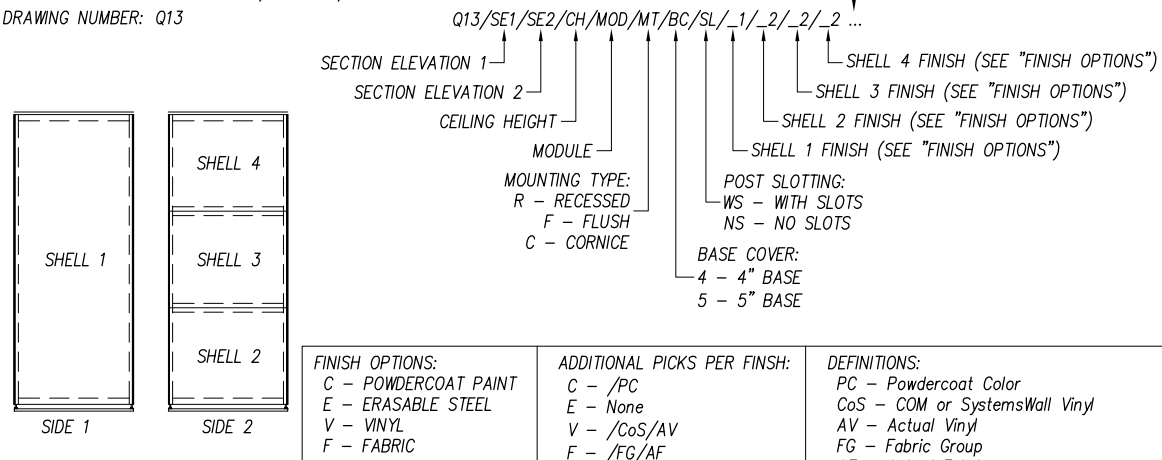 DRAWING NUMBER: Q13
Q13/SE1/SE2/CH/MOD/MT/BC/SL/_1/_2/_2/_2 ...
SECTION ELEVATION 1
SECTION ELEVATION 2
CEILING HEIGHT
MODULE
MOUNTING TYPE:
R – RECESSED
F – FLUSH
C – CORNICE
SHELL 4 FINISH (SEE "FINISH OPTIONS")
SHELL 3 FINISH (SEE "FINISH OPTIONS")
SHELL 2 FINISH (SEE "FINISH OPTIONS")
SHELL 1 FINISH (SEE "FINISH OPTIONS")
POST SLOTTING:
WS – WITH SLOTS
NS – NO SLOTS
BASE COVER:
4 – 4" BASE
5 – 5" BASE
SHELL 1
SIDE 1
SHELL 4
SHELL 3
SHELL 2
SIDE 2
FINISH OPTIONS:
C – POWDERCOAT PAINT
E – ERASABLE STEEL
V – VINYL
F – FABRIC
ADDITIONAL PICKS PER FINSH:
C – /PC
E – None
V – /CoS/AV
F – /FG/AF
DEFINITIONS:
PC – Powdercoat Color
CoS – COM or SystemsWall Vinyl
AV – Actual Vinyl
FG – Fabric Group